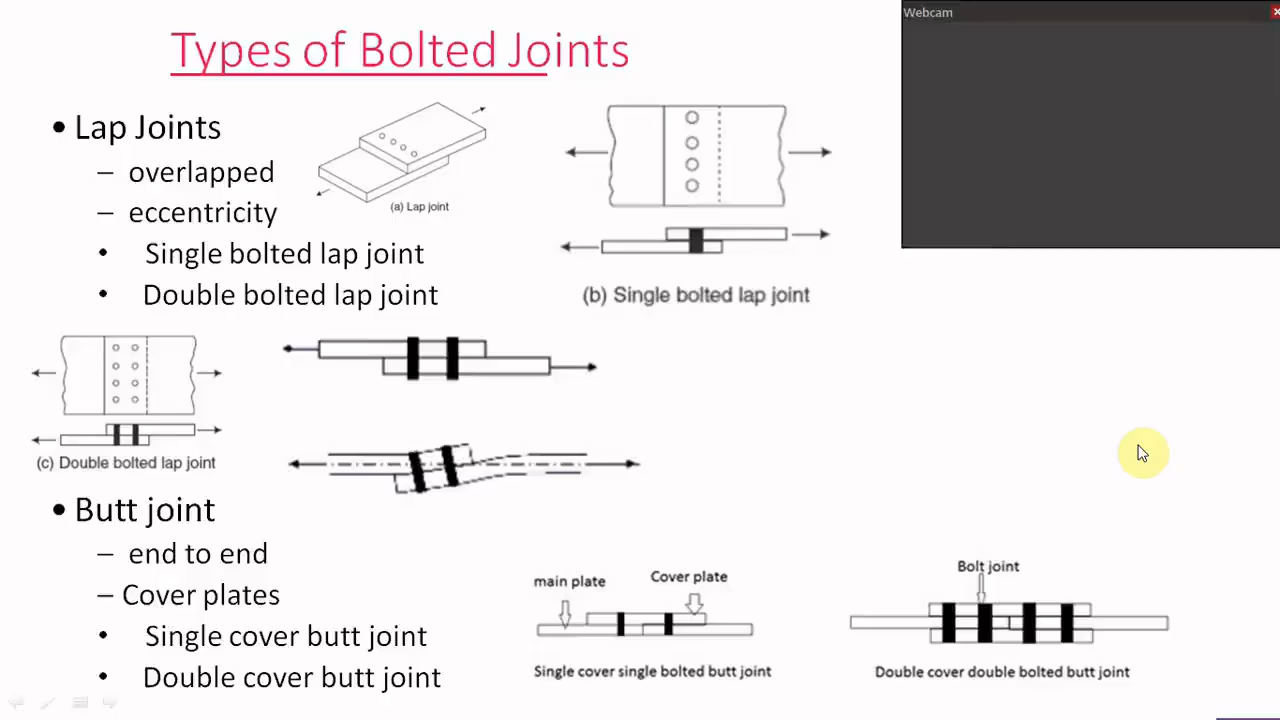 Webcam
Types of Bolted Joints
• Lap Joints
– overlapped
– eccentricity
• Single bolted lap joint
• Double bolted lap joint
(a) Lap joint
(b) Single bolted lap joint
(c) Double bolted lap joint
• Butt joint
– end to end
– Cover plates
• Single cover butt joint
• Double cover butt joint
main plate
Cover plate
Single cover single bolted butt joint
Bolt joint
Double cover double bolted butt joint